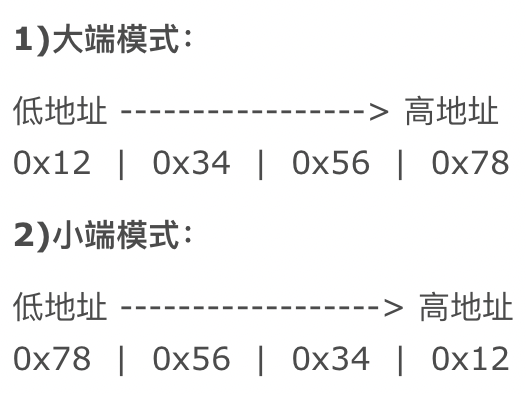 1)大端模式：
低地址 -----------------> 高地址
0x12 | 0x34 | 0x56 | 0x78
2)小端模式：
低地址 ------------------> 高地址
0x78 | 0x56 | 0x34 | 0x12